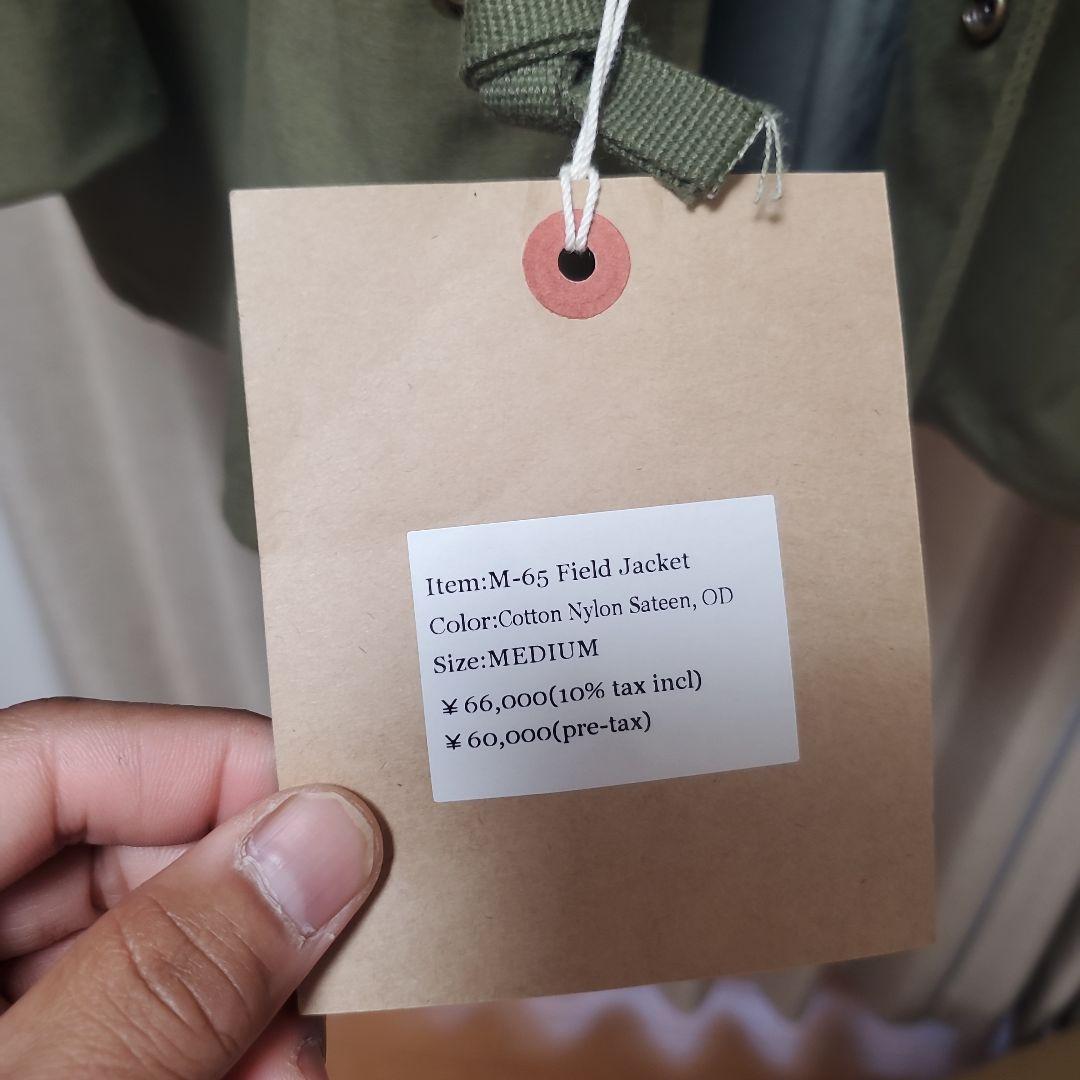 Item:M-65 Field Jacket
Color:Cotton Nylon Sateen, OD
Size:MEDIUM
¥66,000(10% tax incl)
¥60,000(pre-tax)